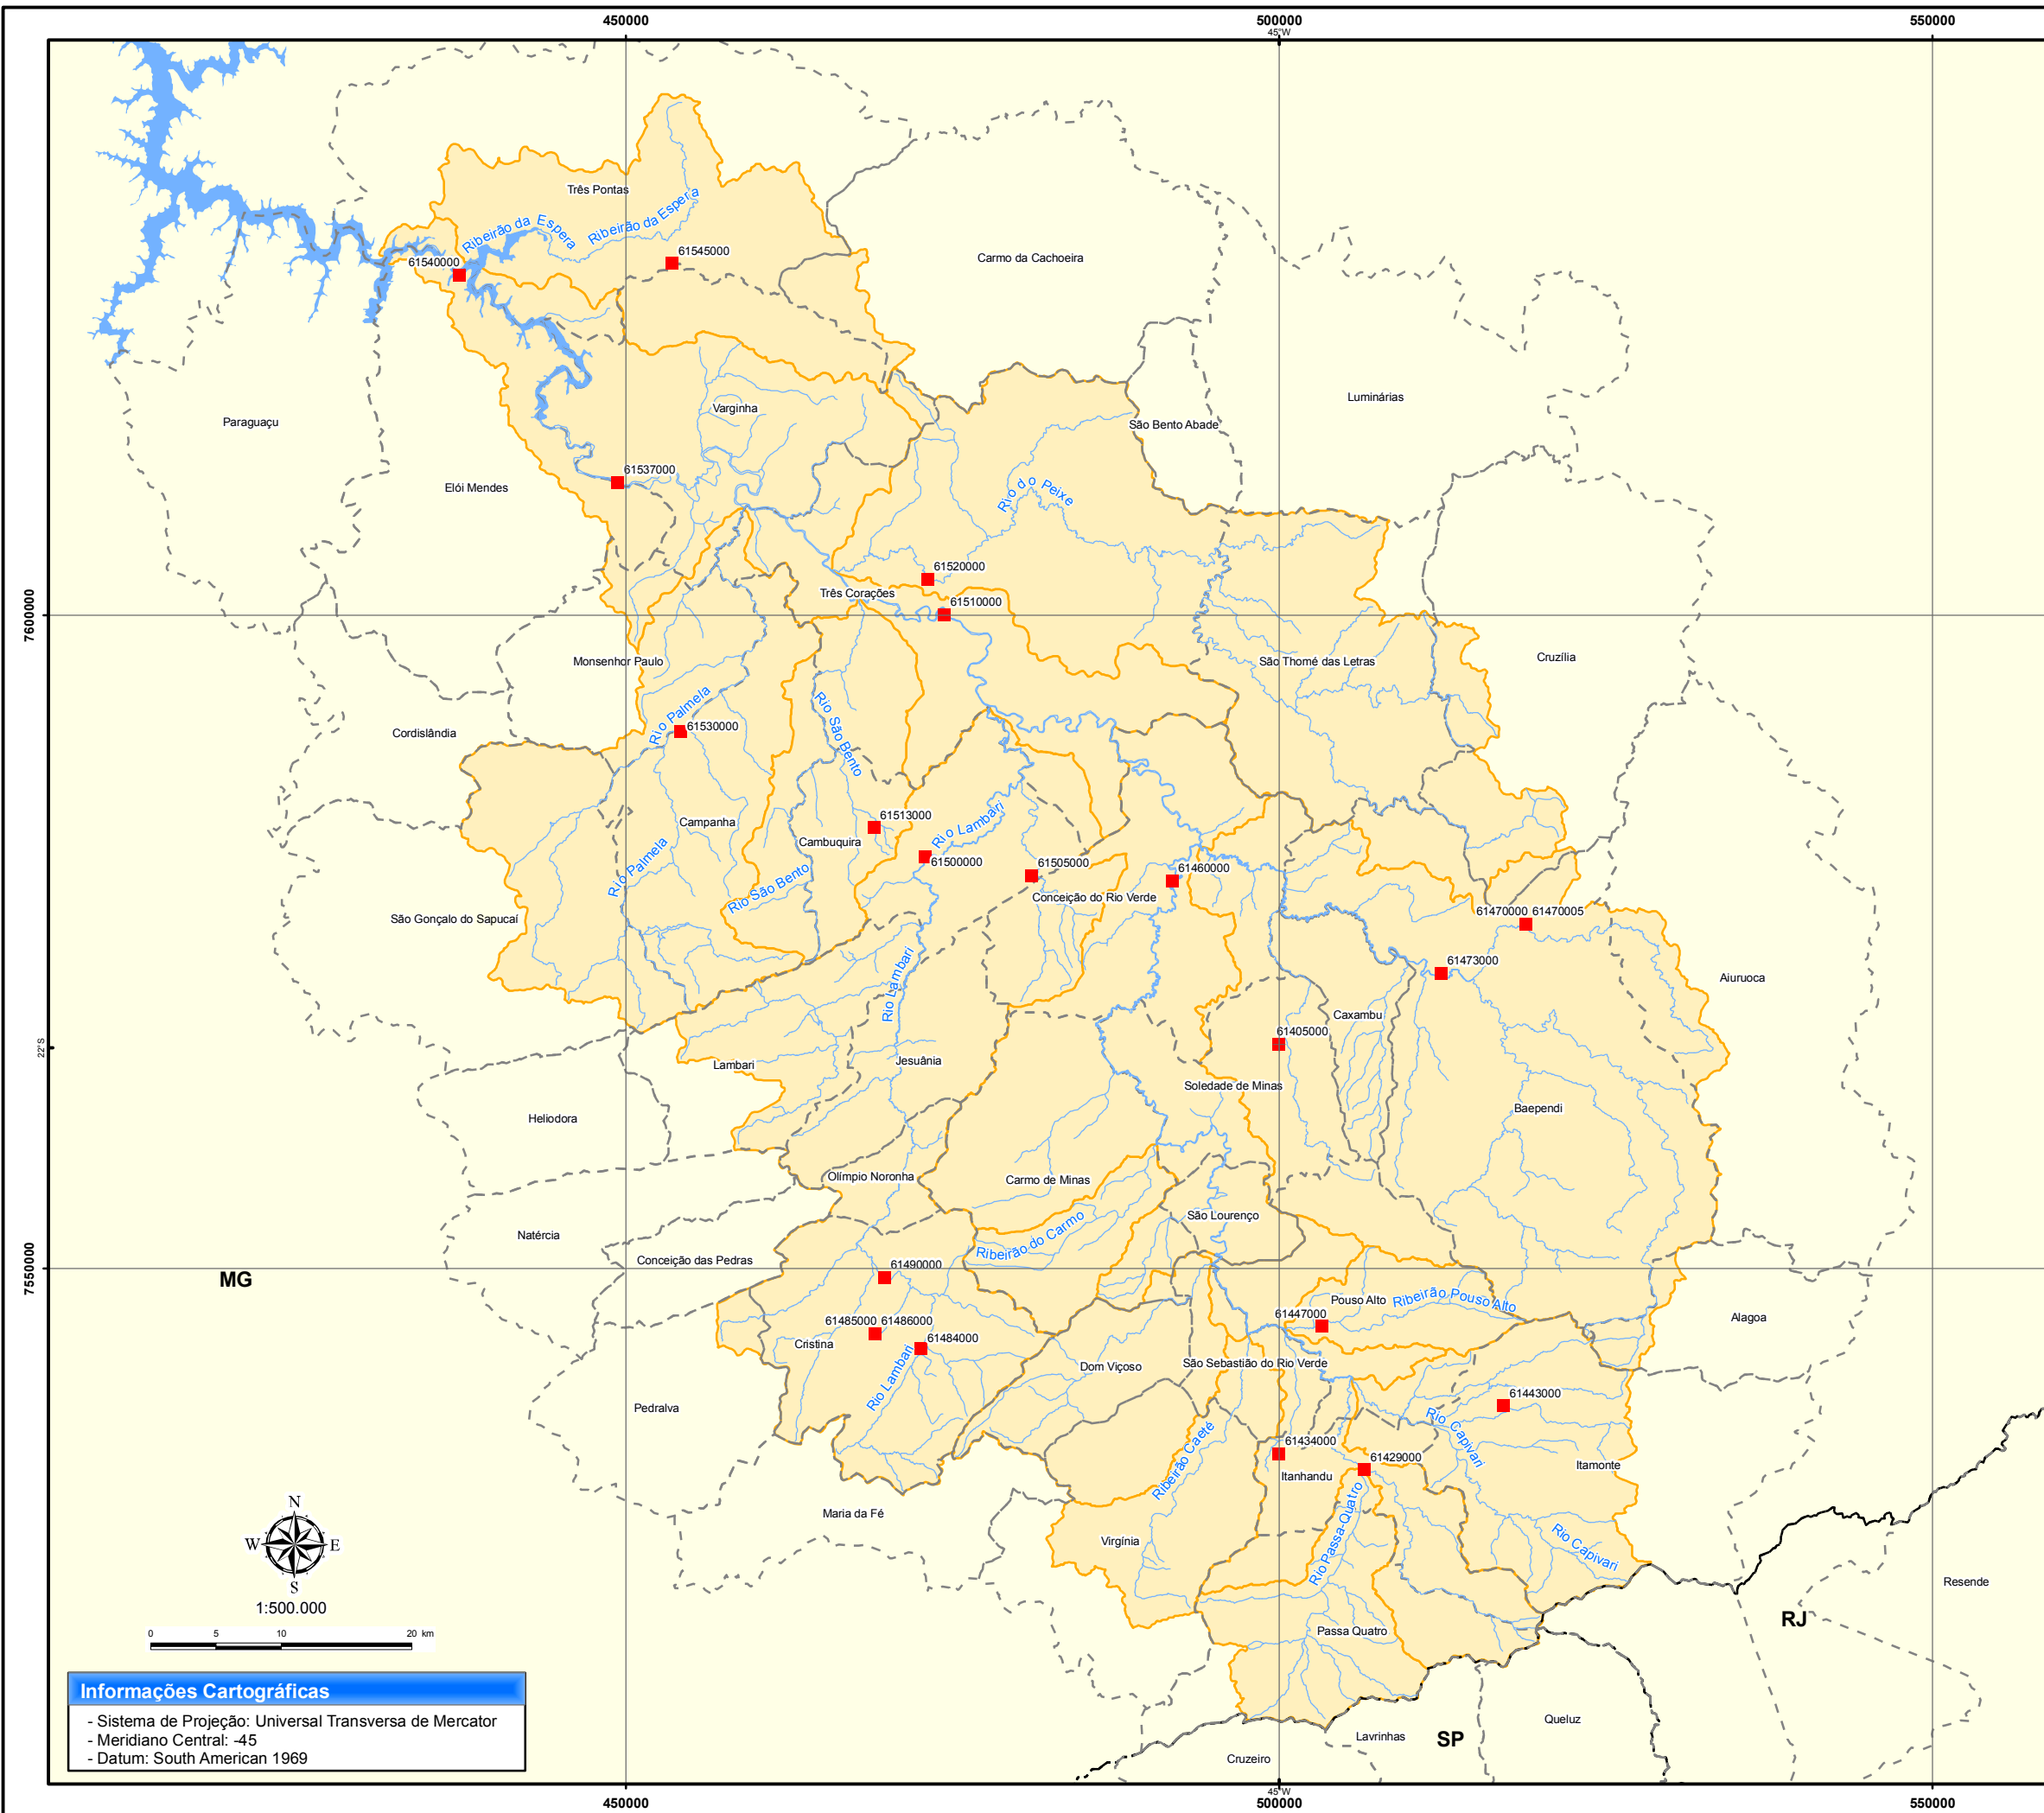 450000
500000
550000
45°W
Três Pontas
Ribeirão da Espera
Ribeirão da Espera
61545000
61540000
Carmo da Cachoeira
Luminárias
Paraguaçu
Varginha
São Bento Abade
61537000
Elói Mendes
Rio do Peixe
61520000
Três Corações
61510000
7600000
Monsenhor Paulo
São Thomé das Letras
Cruzília
Rio Palmela
61530000
Rio São Bento
Cordislândia
61513000
Rio Lambari
Campanha
Cambuquira
61500000
61505000
61460000
Rio Palmela
Rio São Bento
Conceição do Rio Verde
São Gonçalo do Sapucaí
61470000 61470005
61473000
Aiuruoca
Rio Lambari
Caxambu
61405000
22°S
Lambari
Jesuânia
Soledade de Minas
Heliodora
Baependi
Olímpio Noronha
Carmo de Minas
São Lourenço
Natércia
Ribeirão do Carmo
Conceição das Pedras
61490000
7550000
MG
Pouso Alto
Ribeirão Pouso Alto
61447000
Alagoa
61485000 61486000
61484000
Cristina
Dom Viçoso
São Sebastião do Rio Verde
Rio Lambari
61443000
Pedralva
Rio Capivari
Ribeirão Caeté
61434000
61429000
Itanhandu
Itamonte
Maria da Fé
Virgínia
Rio Passa-Quatro
Rio Capivari
Resende
RJ
Passa Quatro
N
W
E
S
1:500.000
0 5 10 20 km
Informações Cartográficas
- Sistema de Projeção: Universal Transversa de Mercator
- Meridiano Central: -45
- Datum: South American 1969
Queluz
Lavrinhas
SP
Cruzeiro
45°W
450000
500000
550000